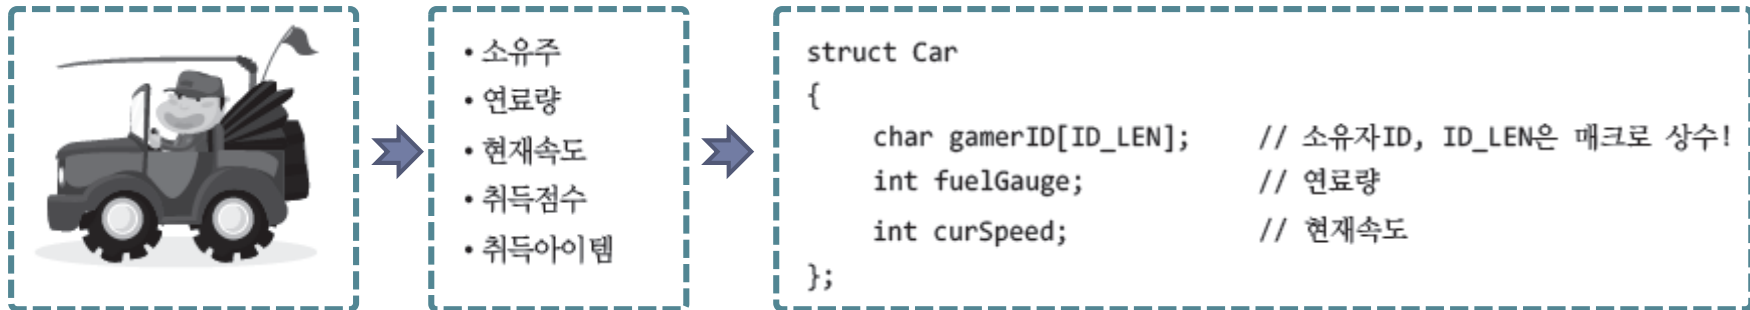 • 소유주
• 연료량
• 현재속도
• 취득점수
• 취득아이템
struct Car
{
char gamerID[ID_LEN]; // 소유자ID, ID_LEN은 매크로 상수!
int fuelGauge; // 연료량
int curSpeed; // 현재속도
};